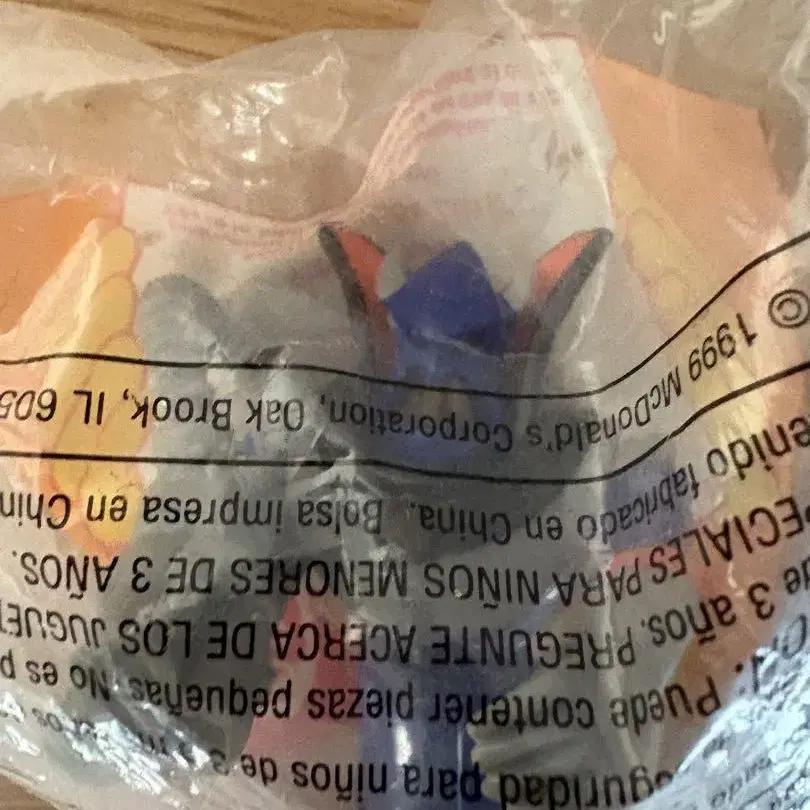 guridad para niños de 3
Puede contener piezas pequeñas. No es p
de 3 años. PREGUNTE ACERCA DE LOS JUGUE
PECIALES PARA NIÑOS MENORES DE 3 AÑOS.
enido fabricado en China. Bolsa impresa en Chin
© 1999 McDonald's Corporation, Oak Brook, IL 605